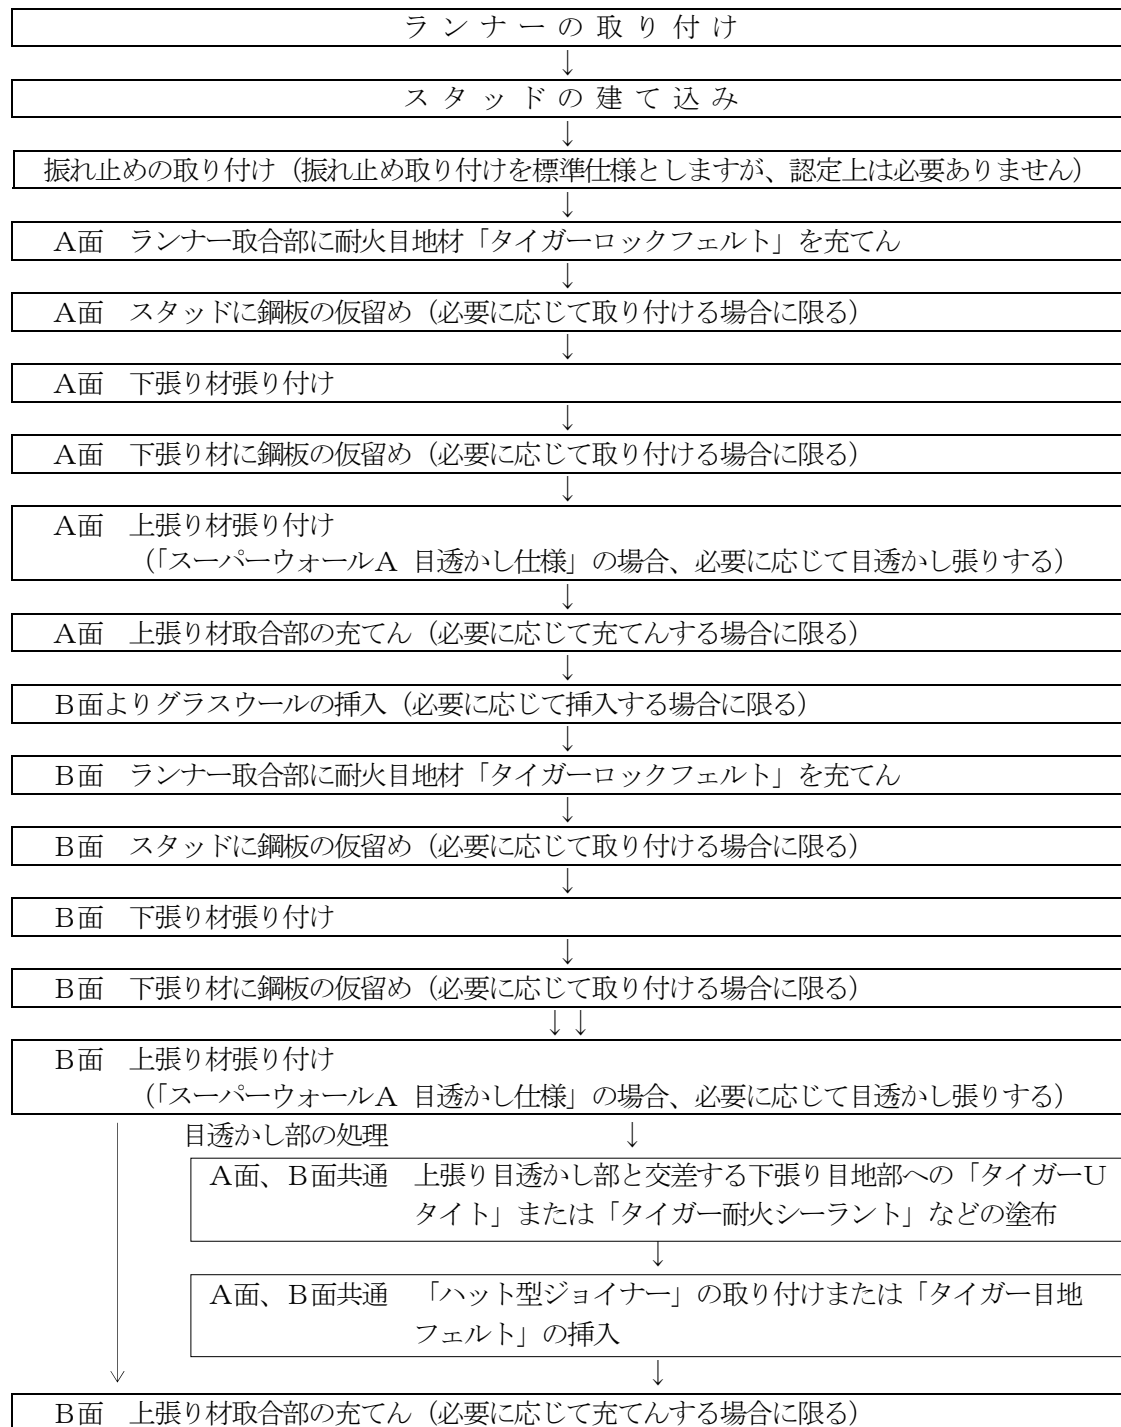 ランナーの取り付け
↓
スタッドの建て込み
↓
振れ止めの取り付け（振れ止め取り付けを標準仕様としますが、認定上は必要ありません）
↓
A面　ランナー取合部に耐火目地材「タイガーロックフェルト」を充てん
↓
A面　スタッドに鋼板の仮留め（必要に応じて取り付ける場合に限る）
↓
A面　下張り材張り付け
↓
A面　下張り材に鋼板の仮留め（必要に応じて取り付ける場合に限る）
↓
A面　上張り材張り付け
（「スーパーウォールA 目透かし仕様」の場合、必要に応じて目透かし張りする）
↓
A面　上張り材取合部の充てん（必要に応じて充てんする場合に限る）
↓
B面よりグラスウールの挿入（必要に応じて挿入する場合に限る）
↓
B面　ランナー取合部に耐火目地材「タイガーロックフェルト」を充てん
↓
B面　スタッドに鋼板の仮留め（必要に応じて取り付ける場合に限る）
↓
B面　下張り材張り付け
↓
B面　下張り材に鋼板の仮留め（必要に応じて取り付ける場合に限る）
↓↓
B面　上張り材張り付け
（「スーパーウォールA 目透かし仕様」の場合、必要に応じて目透かし張りする）
目透かし部の処理　↓
A面、B面共通　上張り目透かし部と交差する下張り目地部への「タイガーU
タイト」または「タイガー耐火シーラント」などの塗布
↓
A面、B面共通　「ハット型ジョイナー」の取り付けまたは「タイガー目地
フェルト」の挿入
↓
B面　上張り材取合部の充てん（必要に応じて充てんする場合に限る）